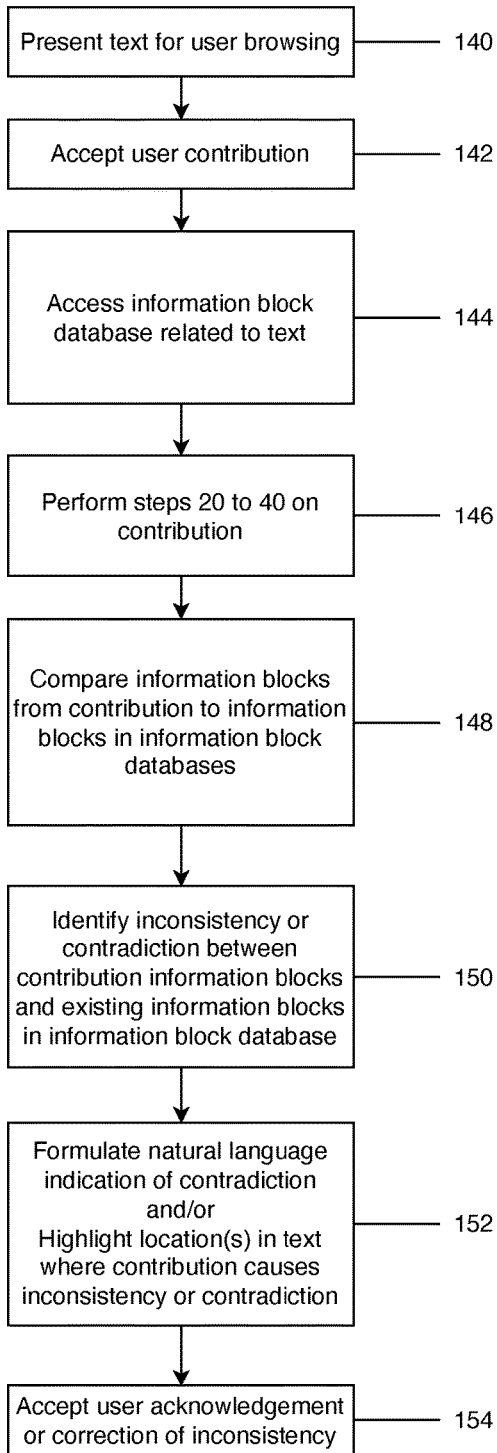 Present text for user browsing
140
Accept user contribution
142
Access information block
database related to text
144
Perform steps 20 to 40 on
contribution
146
Compare information blocks
from contribution to information
blocks in information block
databases
148
Identify inconsistency or
contradiction between
contribution information blocks
and existing information blocks
in information block database
150
Formulate natural language
indication of contradiction
and/or
Highlight location(s) in text
where contribution causes
inconsistency or contradiction
152
Accept user acknowledgement
or correction of inconsistency
154